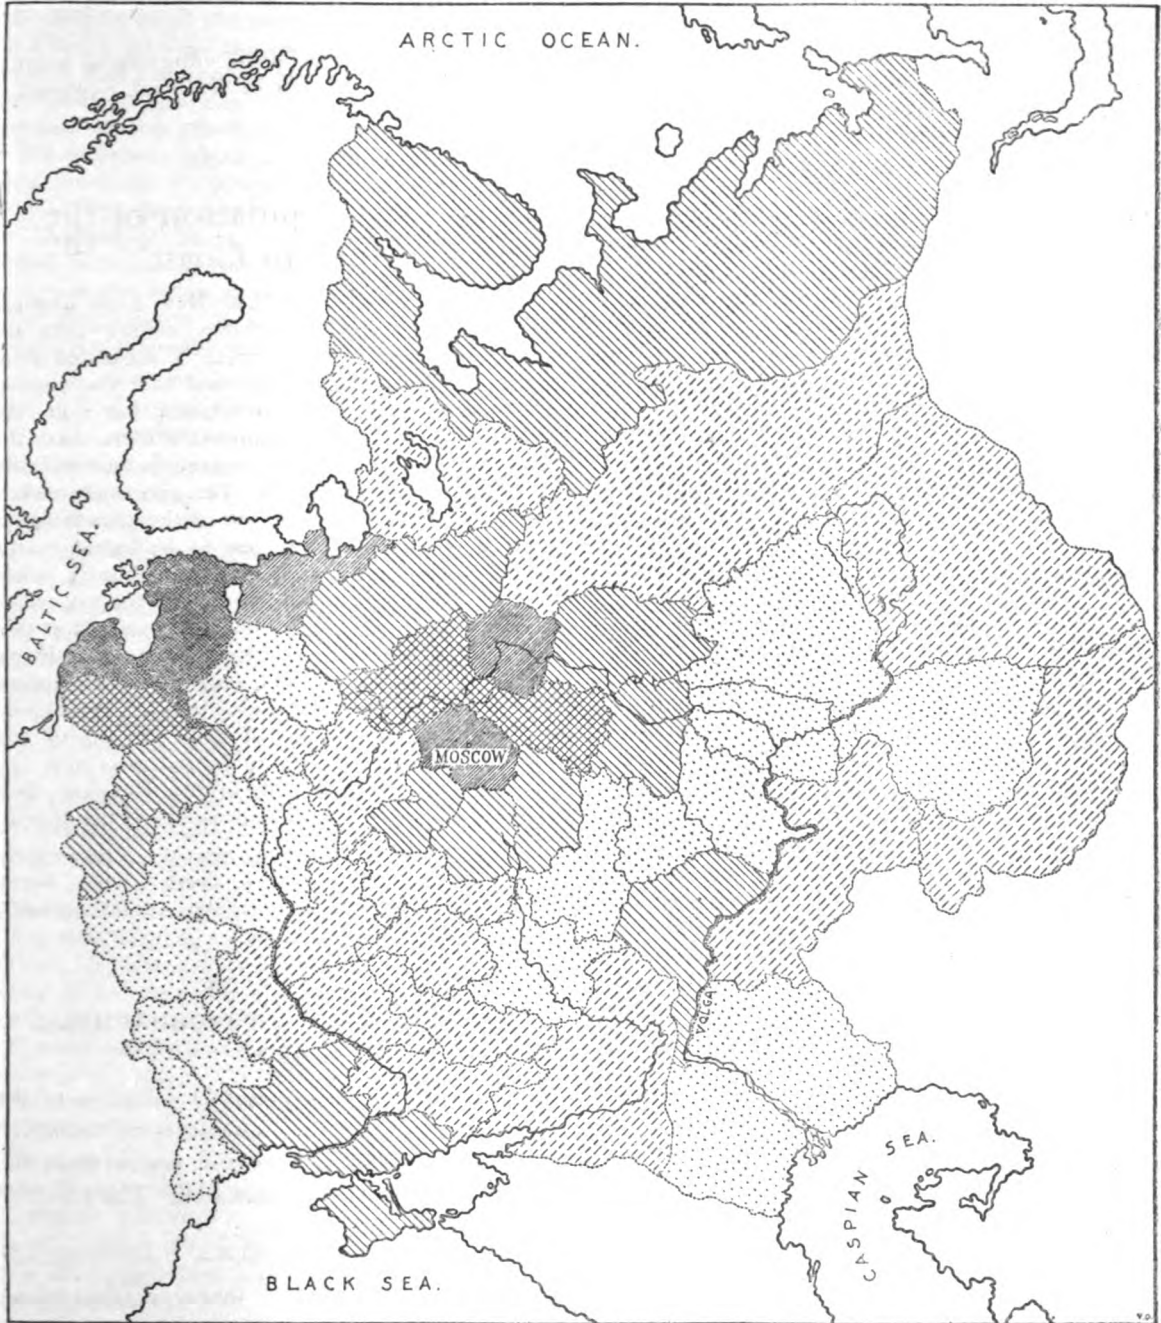 ARCTIC OCEAN.
BALTIC SEA.
MOSCOW
VOLGA
CASPIAN SEA.
BLACK SEA.